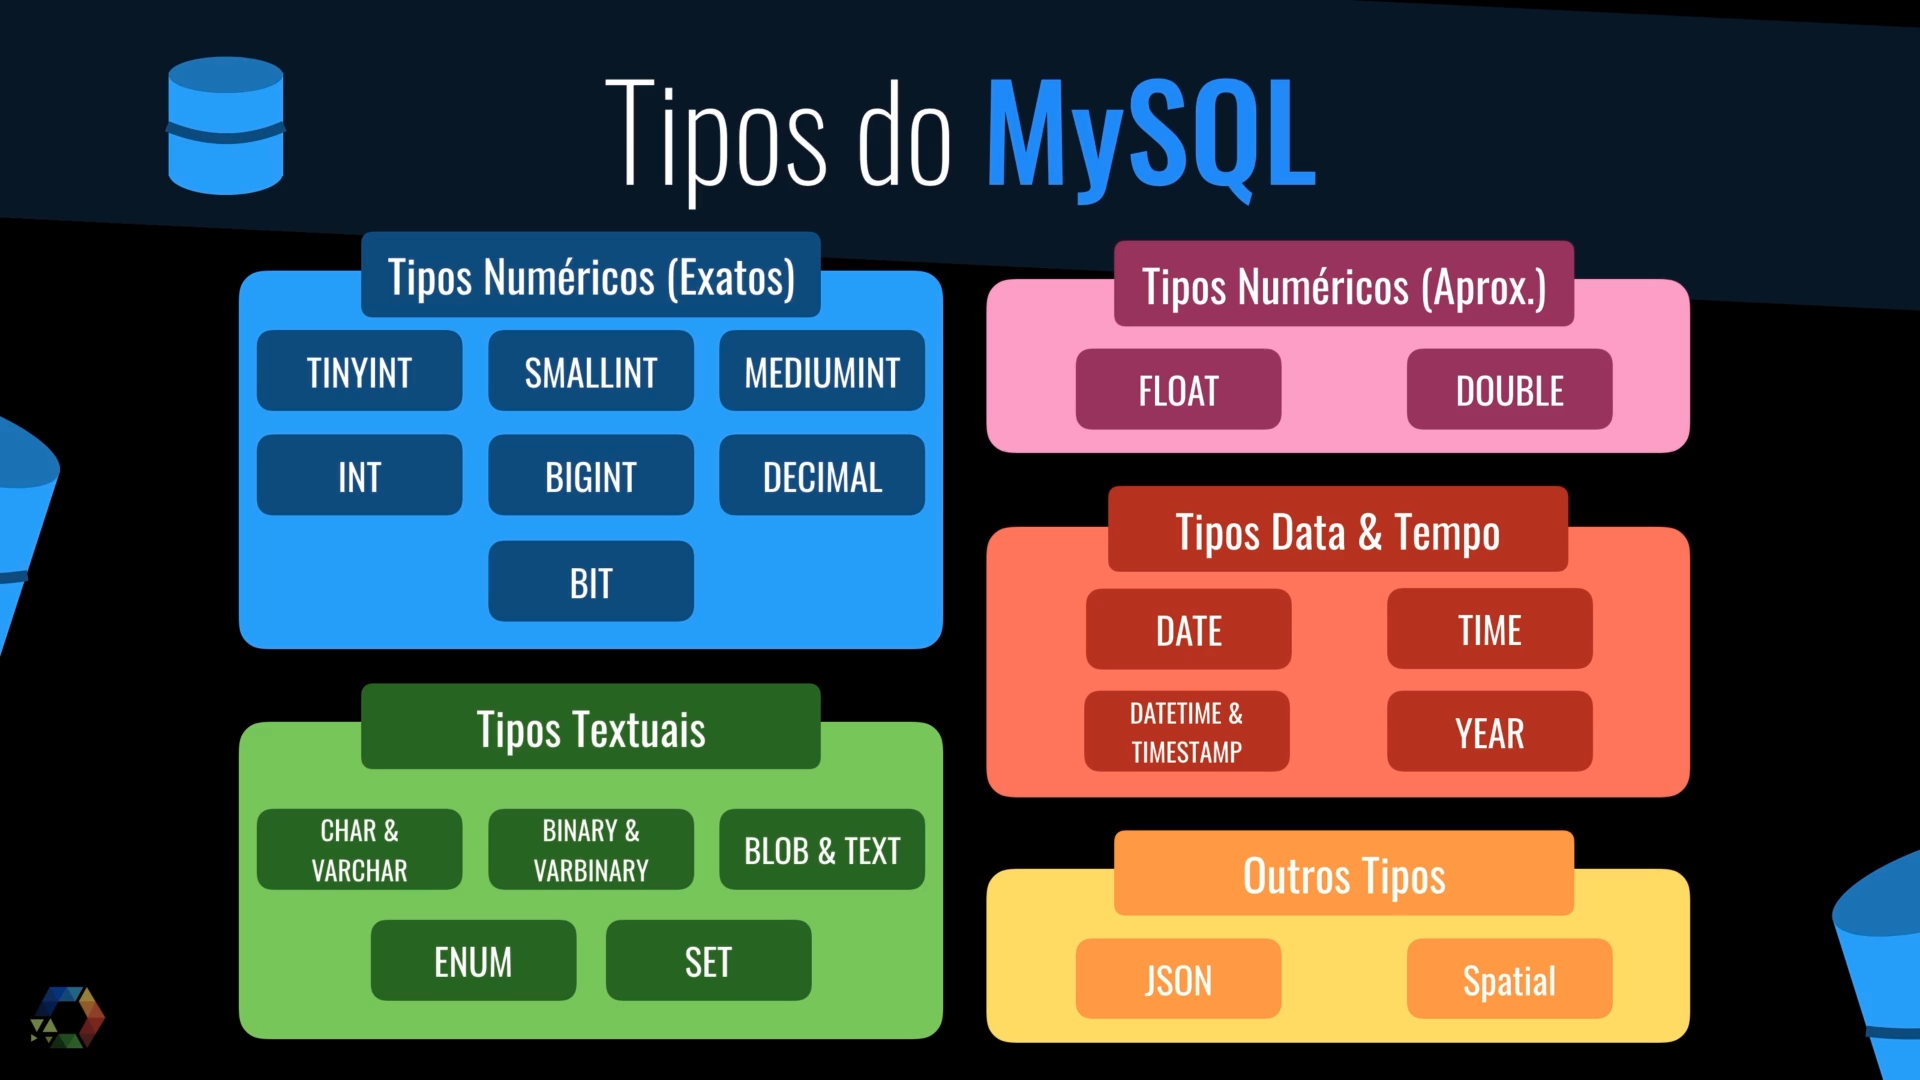 Tipos do MySQL
Tipos Numéricos (Exatos)
TINYINT
SMALLINT
MEDIUMINT
INT
BIGINT
DECIMAL
BIT
Tipos Textuais
CHAR &
VARCHAR
BINARY &
VARBINARY
BLOB & TEXT
ENUM
SET
Tipos Numéricos (Aprox.)
FLOAT
DOUBLE
Tipos Data & Tempo
DATE
TIME
DATETIME &
TIMESTAMP
YEAR
Outros Tipos
JSON
Spatial